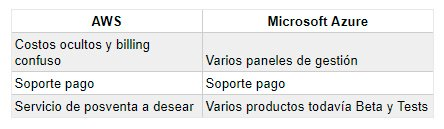 AWS Microsoft Azure
Costos ocultos y billing
confuso Varios paneles de gestión
Soporte pago Soporte pago
Servicio de posventa a desear Varios productos todavía Beta y Tests